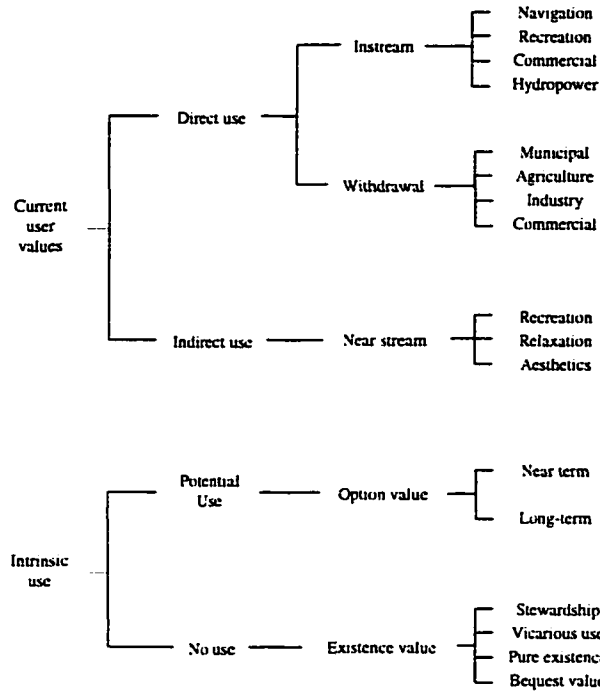 Navigation
Recreation
Commercial
Hydropower
Instream
Direct use
Municipal
Agriculture
Industry
Commercial
Withdrawal
Current
user
values
Recreation
Relaxation
Aesthetics
Indirect use
Near stream
Potential
Use
Option value
Near term
Long-term
Intrinsic
use
Stewardship
Vicarious use
Pure existence
Bequest value
No use
Existence value